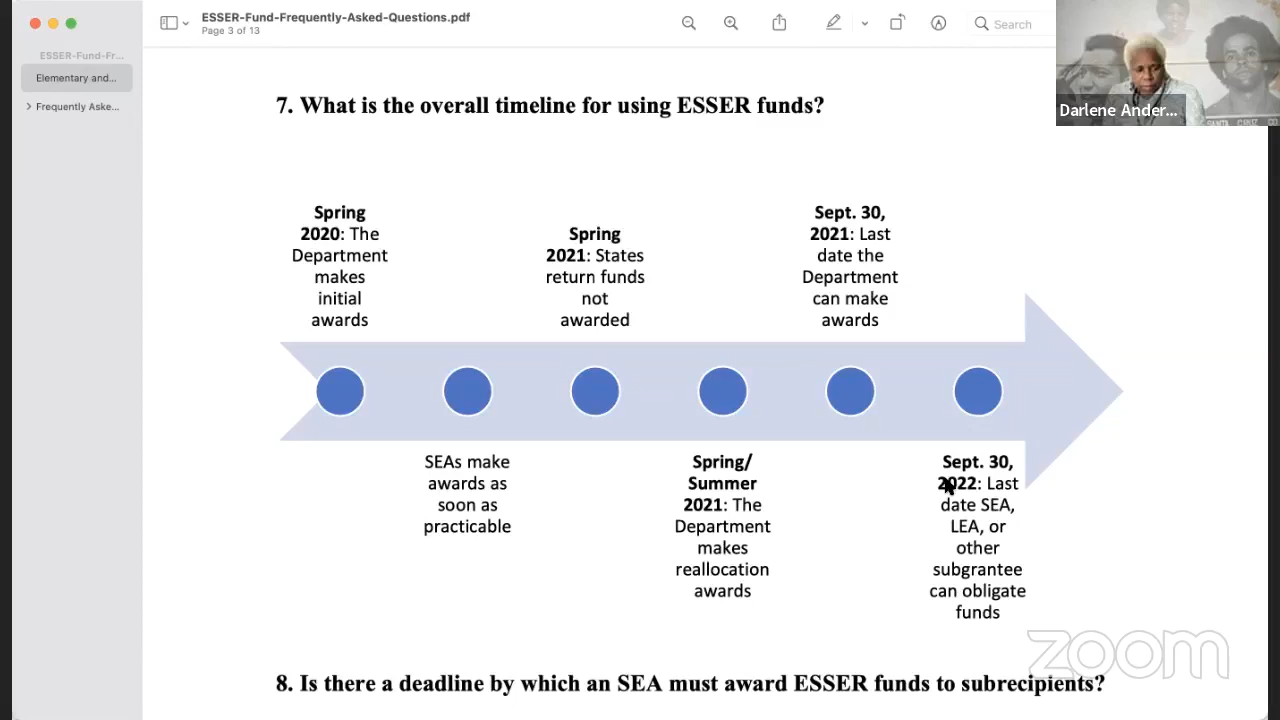 ESSER-Fund-Frequently-Asked-Questions.pdf
Page 3 of 13
Search
ESSER-Fund-Fr...
Elementary and...
Frequently Aske...
Darlene Ander...
SANTA CRUZ CO
7. What is the overall timeline for using ESSER funds?
Spring
2020: The
Department
makes
initial
awards
Spring
2021: States
return funds
not
awarded
Sept. 30,
2021: Last
date the
Department
can make
awards
SEAs make
awards as
soon as
practicable
Spring/
Summer
2021: The
Department
makes
reallocation
awards
Sept. 30,
2022: Last
date SEA,
LEA, or
other
subgrantee
can obligate
funds
zoom
8. Is there a deadline by which an SEA must award ESSER funds to subrecipients?